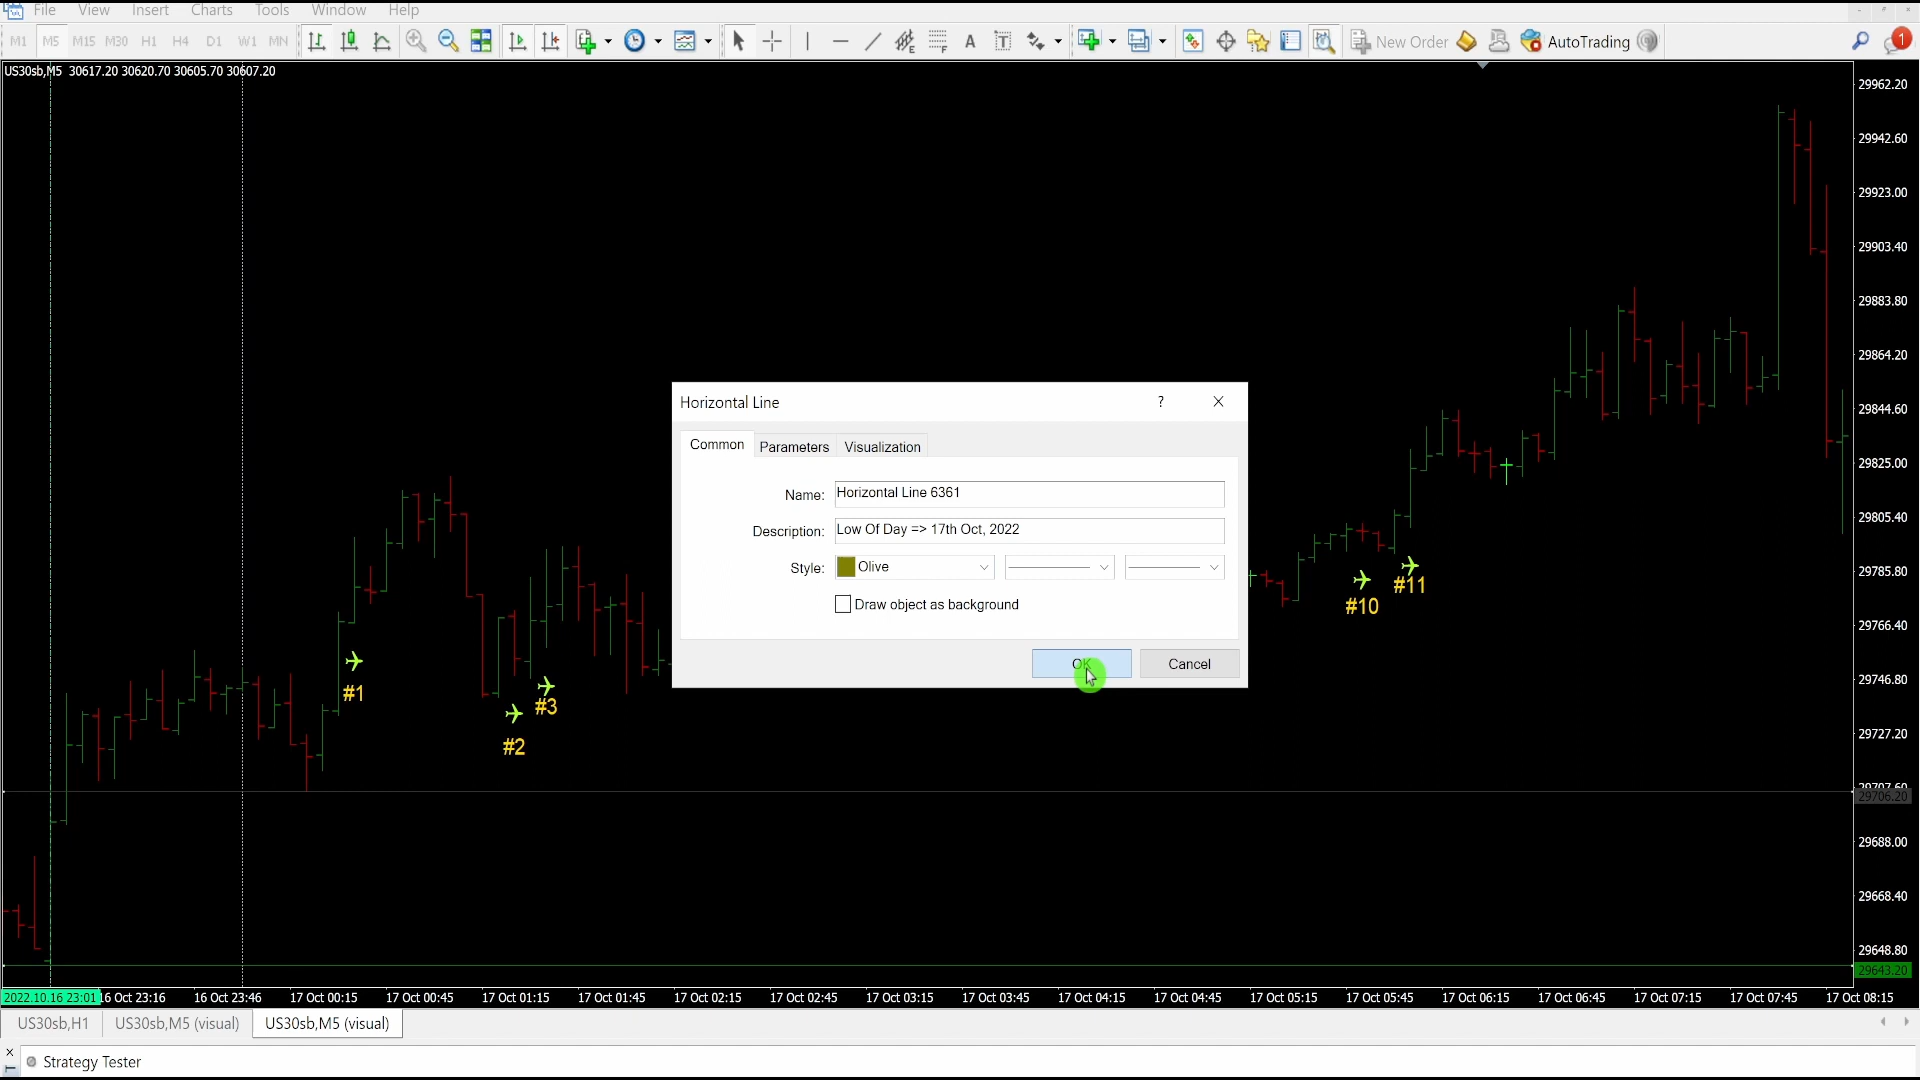 File View Insert Charts Tools Window Help
M1 M5 M15 M30 H1 H4 D1 W1 MN A T New Order AutoTrading 1
US30sb,M5 30617.20 30620.70 30605.70 30607.20
29962.20
29942.60
29923.00
29903.40
29883.80
29864.20
29844.60
29825.00
29805.40
29785.80
29766.40
29746.80
29727.20
29707.60
29706.20
29688.00
29668.40
29648.80
29643.20
Horizontal Line ?
Common Parameters Visualization
Name: Horizontal Line 6361
Description: Low Of Day => 17th Oct, 2022
Style: Olive
Draw object as background
OK Cancel
#1
#2
#3
#10
#11
2022.10.16 23:01 16 Oct 23:16 16 Oct 23:46 17 Oct 00:15 17 Oct 00:45 17 Oct 01:15 17 Oct 01:45 17 Oct 02:15 17 Oct 02:45 17 Oct 03:15 17 Oct 03:45 17 Oct 04:15 17 Oct 04:45 17 Oct 05:15 17 Oct 05:45 17 Oct 06:15 17 Oct 06:45 17 Oct 07:15 17 Oct 07:45 17 Oct 08:15
US30sb,H1 US30sb,M5 (visual) US30sb,M5 (visual)
Strategy Tester